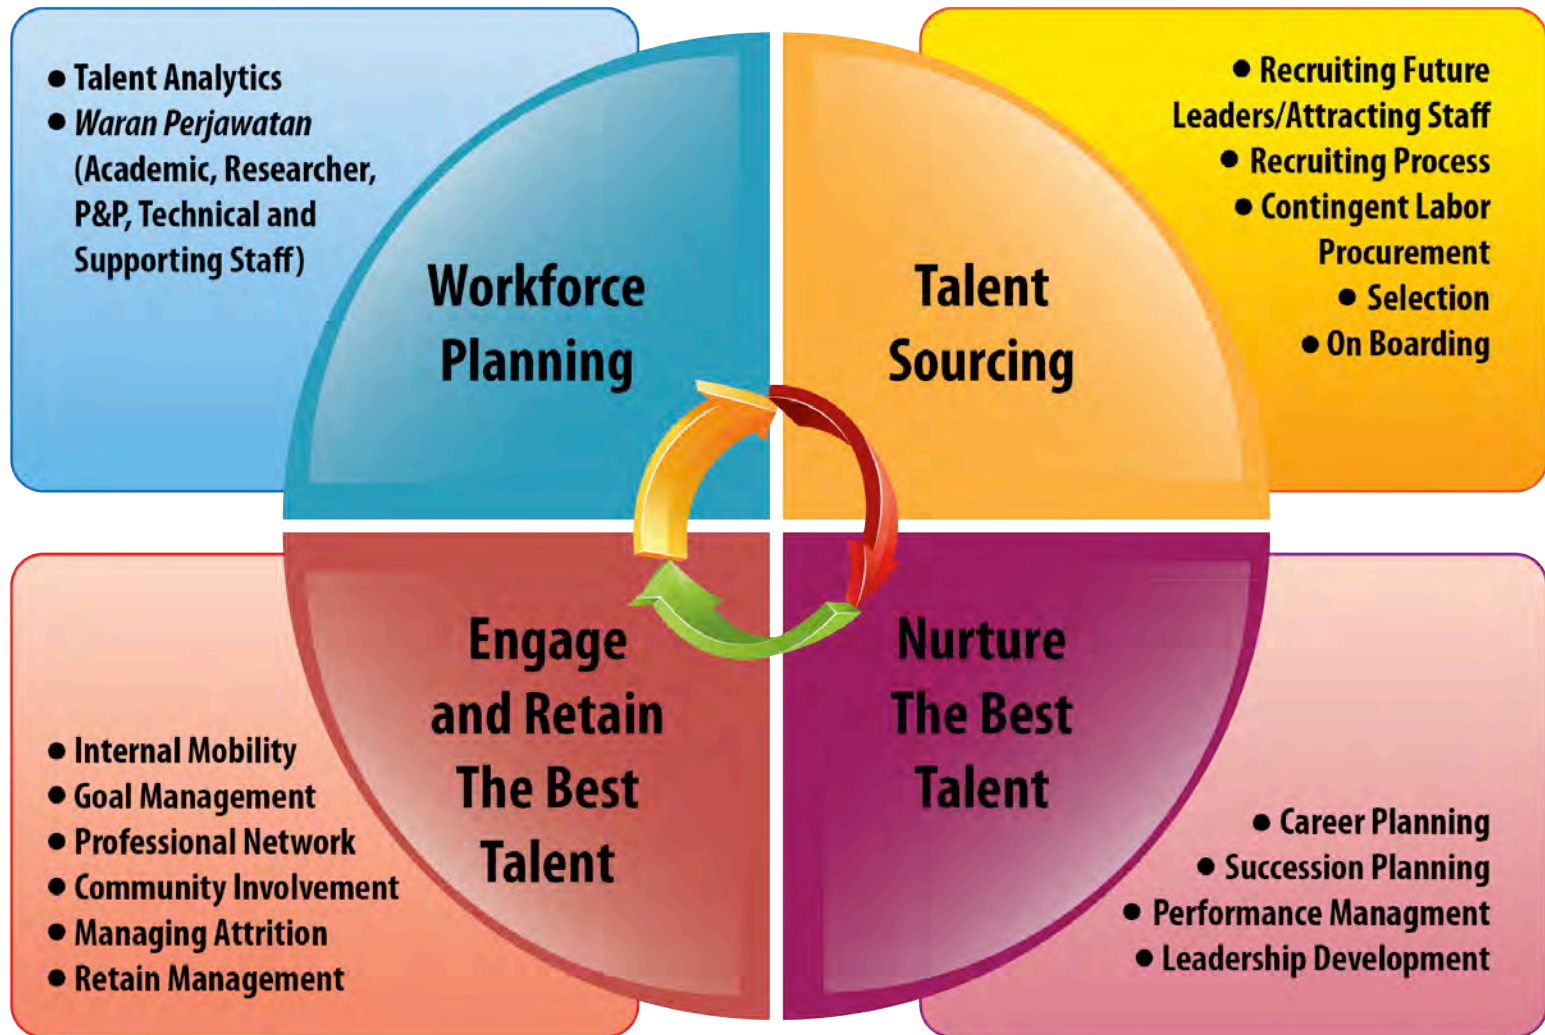 ● Talent Analytics
● Waran Perjawatan
(Academic, Researcher,
P&P, Technical and
Supporting Staff)
Workforce
Planning
Talent
Sourcing
● Recruiting Future
Leaders/Attracting Staff
● Recruiting Process
● Contingent Labor
Procurement
● Selection
● On Boarding
Engage
and Retain
The Best
Talent
● Internal Mobility
● Goal Management
● Professional Network
● Community Involvement
● Managing Attrition
● Retain Management
Nurture
The Best
Talent
● Career Planning
● Succession Planning
● Performance Managment
● Leadership Development